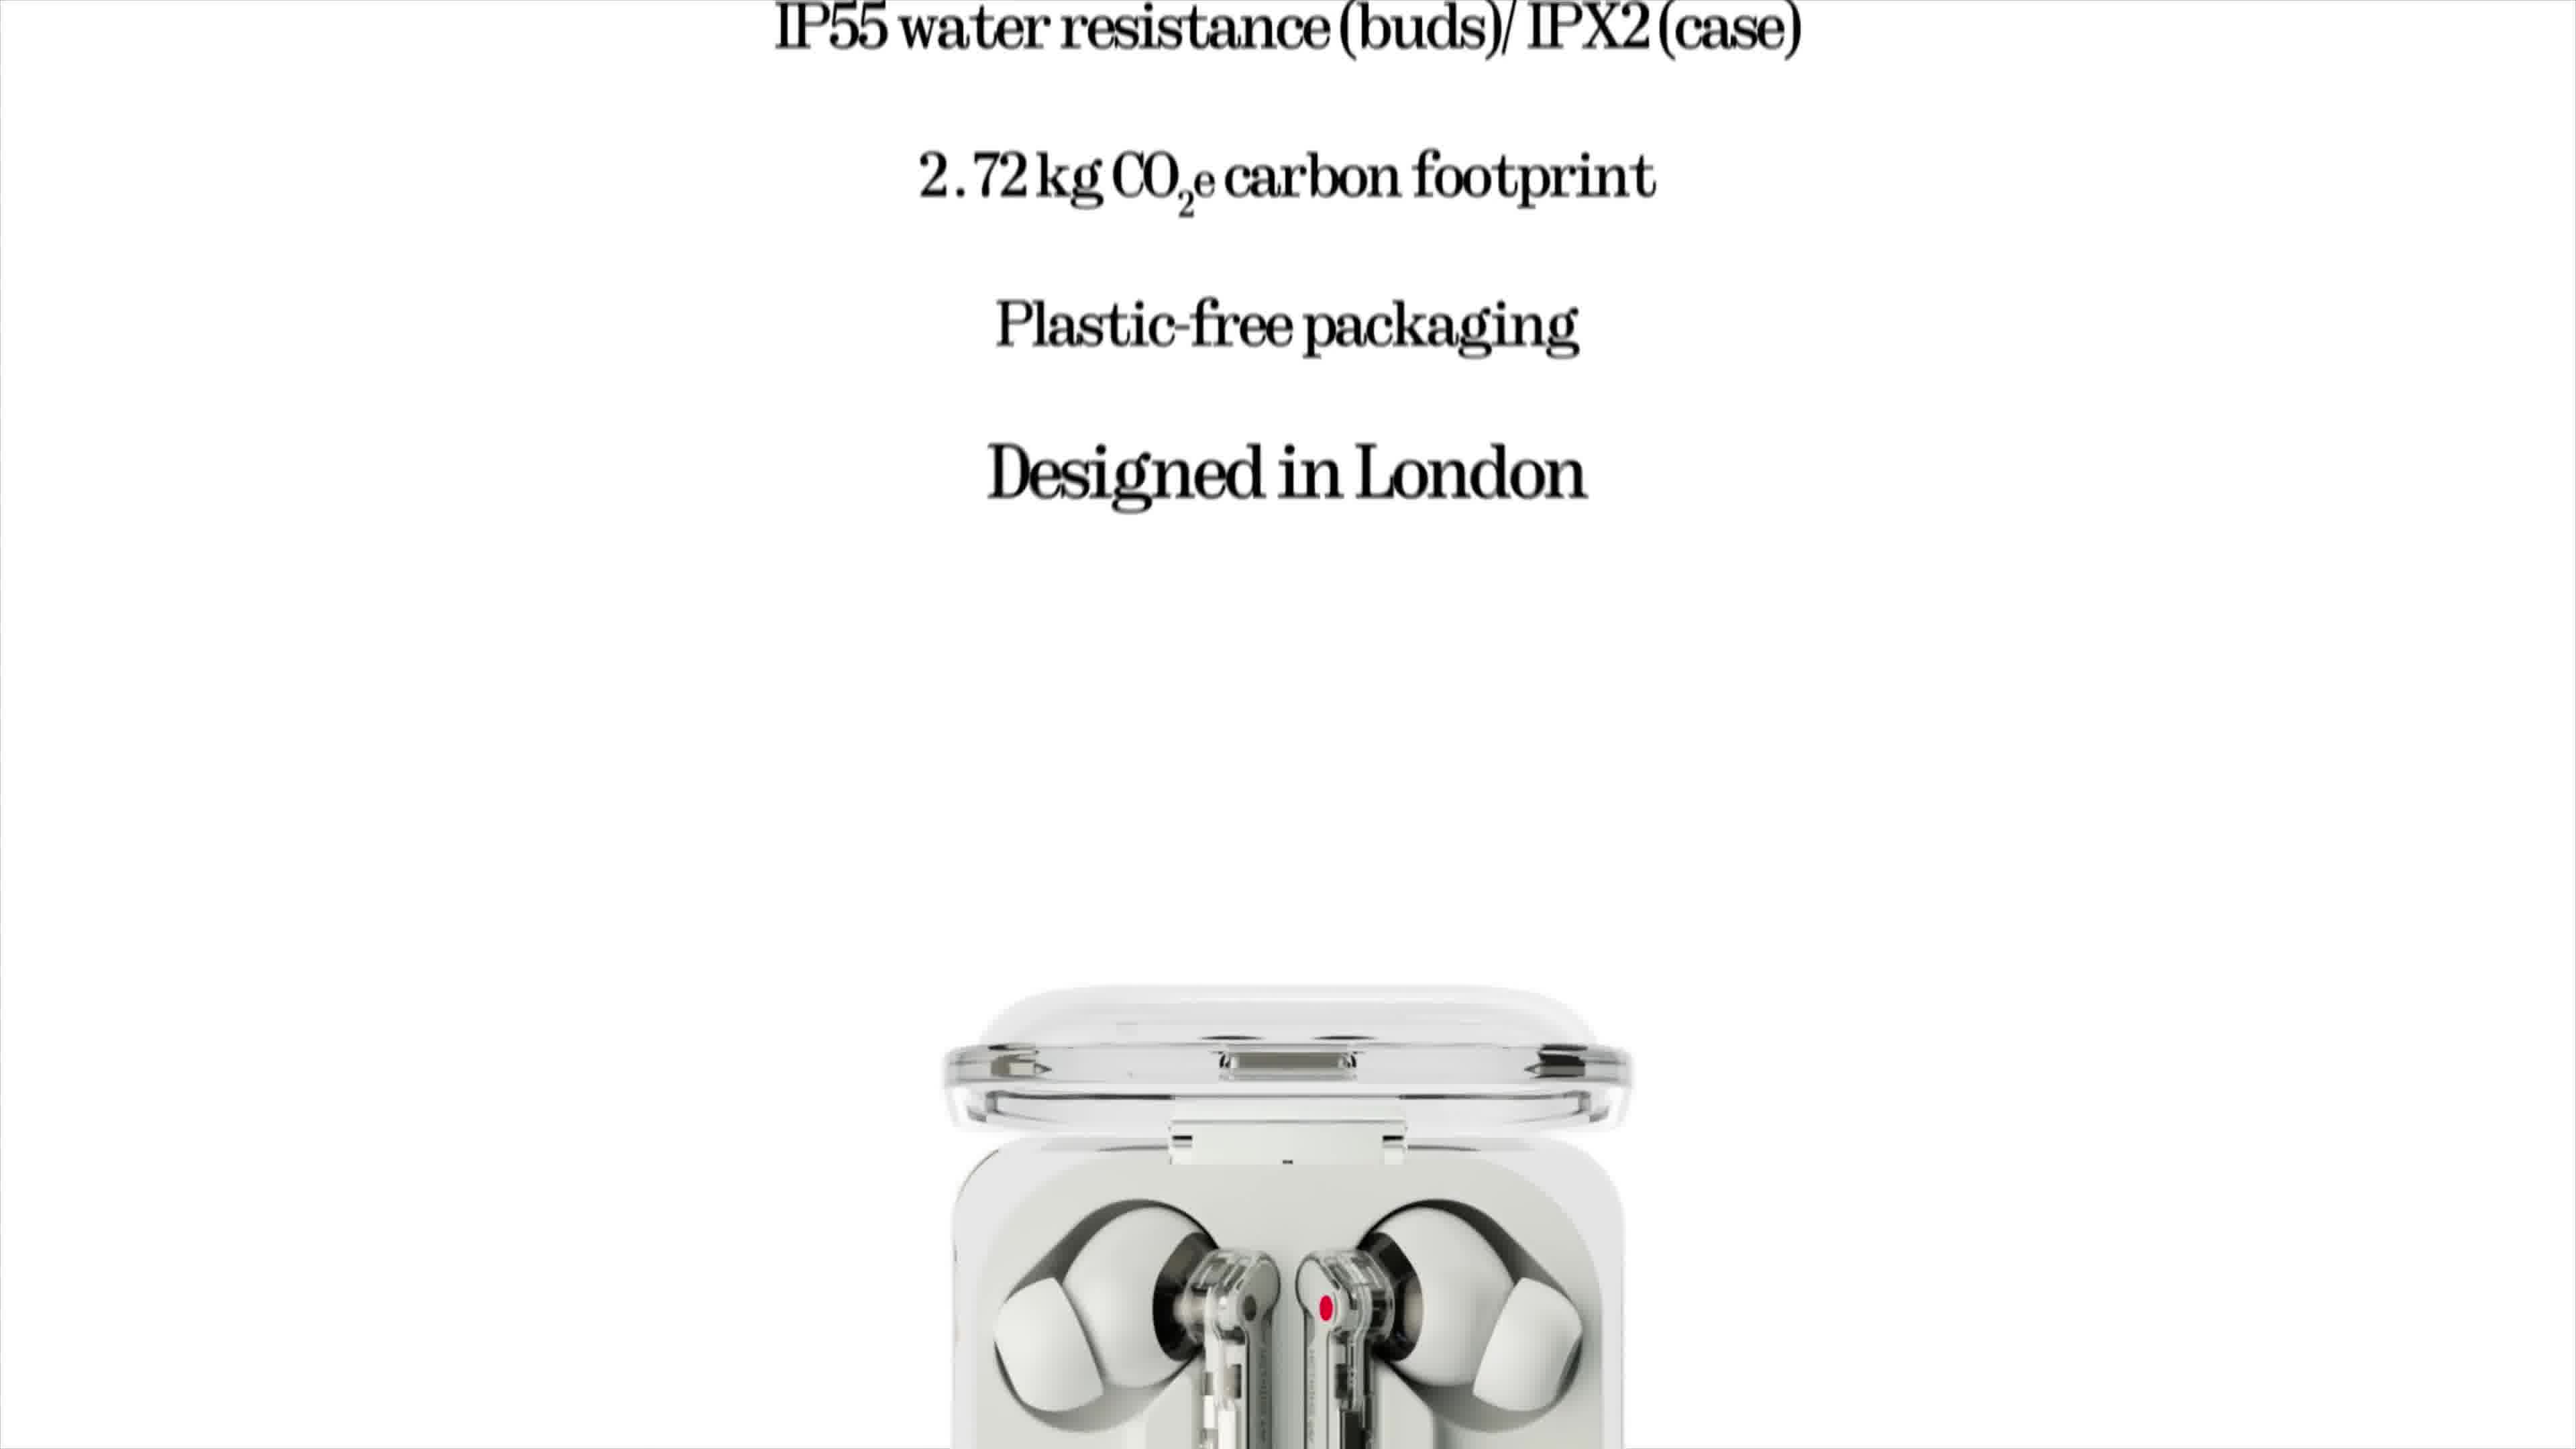 IP55 water resistance (buds)/ IPX2 (case)
2.72 kg CO₂e carbon footprint
Plastic-free packaging
Designed in London